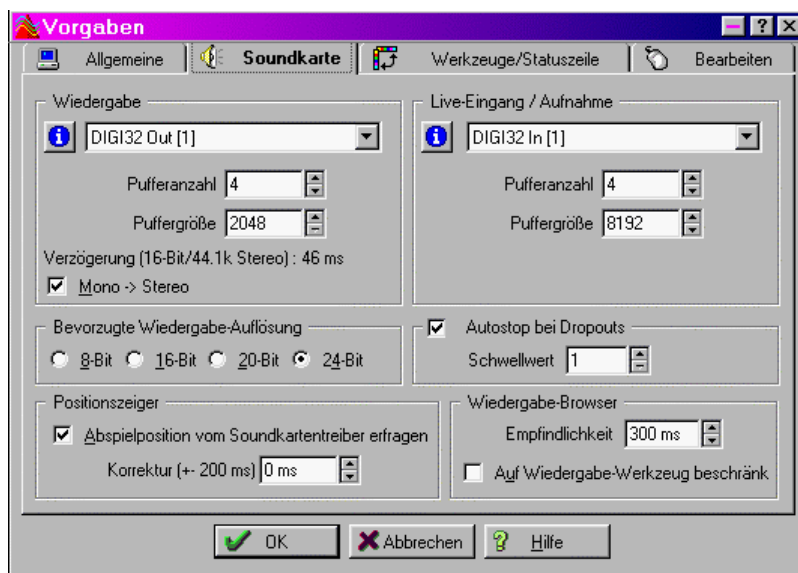 Vorgaben
Allgemeine
Soundkarte
Werkzeuge/Statuszeile
Bearbeiten
Wiedergabe
DIGI32 Out [1]
Pufferanzahl 4
Puffergröße 2048
Verzögerung (16-Bit/44.1k Stereo) : 46 ms
Mono -> Stereo
Live-Eingang / Aufnahme
DIGI32 In [1]
Pufferanzahl 4
Puffergröße 8192
Bevorzugte Wiedergabe-Auflösung
8-Bit 16-Bit 20-Bit 24-Bit
Autostop bei Dropouts
Schwellwert 1
Positionszeiger
Abspielposition vom Soundkartentreiber erfragen
Korrektur (+- 200 ms) 0 ms
Wiedergabe-Browser
Empfindlichkeit 300 ms
Auf Wiedergabe-Werkzeug beschränk
OK
Abbrechen
Hilfe